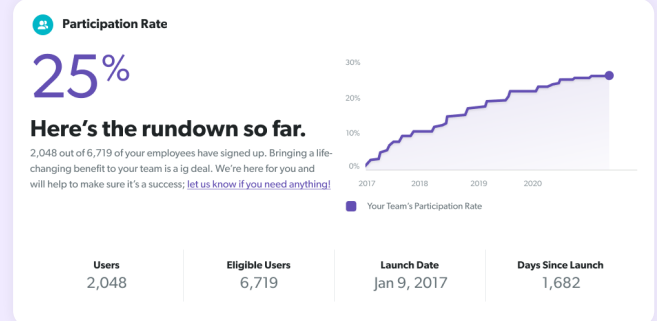 Participation Rate
25%
Here's the rundown so far.
2,048 out of 6,719 of your employees have signed up. Bringing a life-
changing benefit to your team is a ig deal. We're here for you and
will help to make sure it's a success; let us know if you need anything!
30%
20%
10%
0%
2017 2018 2019 2020
Your Team's Participation Rate
Users
2,048
Eligible Users
6,719
Launch Date
Jan 9, 2017
Days Since Launch
1,682